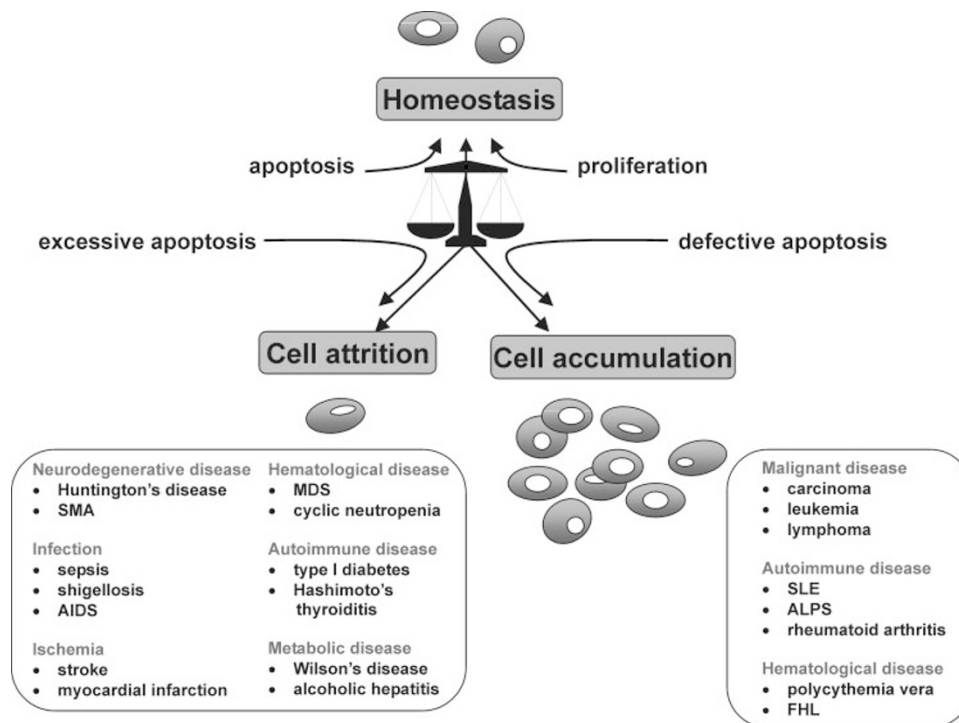 Homeostasis
apoptosis
proliferation
excessive apoptosis
defective apoptosis
Cell attrition
Cell accumulation
Neurodegenerative disease
• Huntington's disease
• SMA
Infection
• sepsis
• shigellosis
• AIDS
Ischemia
• stroke
• myocardial infarction
Hematological disease
• MDS
• cyclic neutropenia
Autoimmune disease
• type I diabetes
• Hashimoto's
thyroiditis
Metabolic disease
• Wilson's disease
• alcoholic hepatitis
Malignant disease
• carcinoma
• leukemia
• lymphoma
Autoimmune disease
• SLE
• ALPS
• rheumatoid arthritis
Hematological disease
• polycythemia vera
• FHL